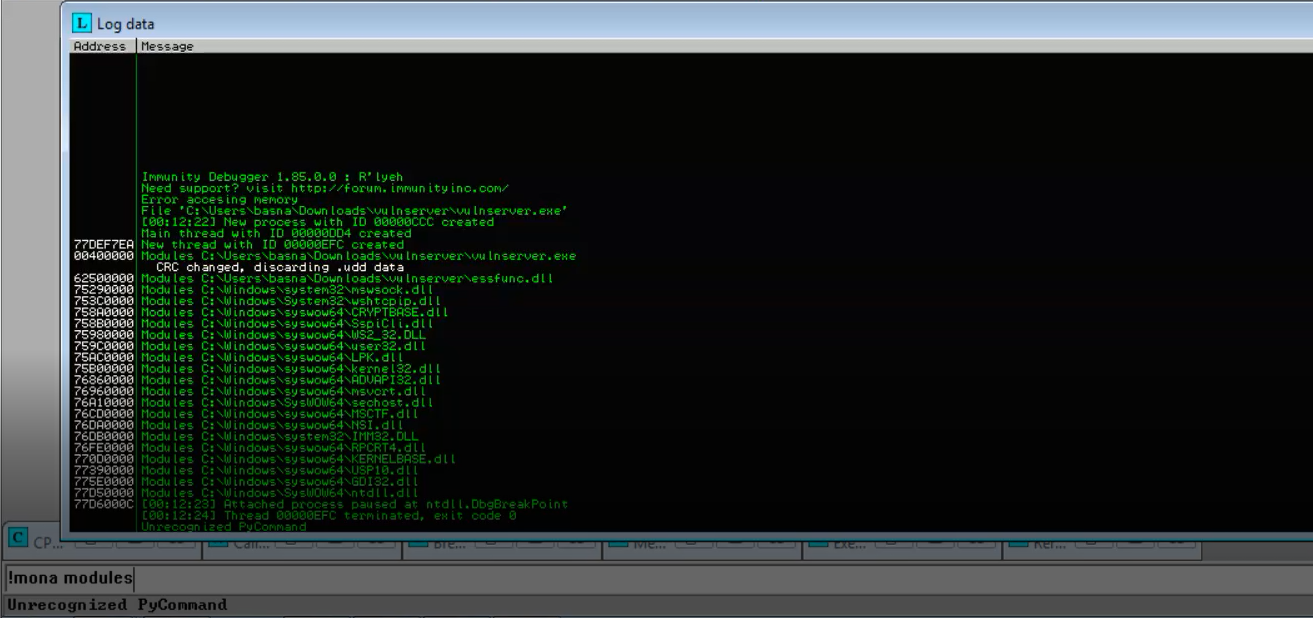 L Log data
Address Message
Immunity Debugger 1.85.0.0 : R'lyeh
Need support? visit http://forum.immunityinc.com/
Error accesing memory
File 'C:\Users\basna\Downloads\vulnserver\vulnserver.exe'
[00:12:22] New process with ID 00000CCC created
Main thread with ID 00000DD4 created
77DEF7EA New thread with ID 00000EFC created
00400000 Modules C:\Users\basna\Downloads\vulnserver\vulnserver.exe
CRC changed, discarding .udd data
62500000 Modules C:\Users\basna\Downloads\vulnserver\essfunc.dll
75290000 Modules C:\Windows\system32\mswsock.dll
753C0000 Modules C:\Windows\System32\wshtcpip.dll
758A0000 Modules C:\Windows\syswow64\CRYPTBASE.dll
758B0000 Modules C:\Windows\syswow64\SspiCli.dll
75980000 Modules C:\Windows\syswow64\WS2_32.DLL
759C0000 Modules C:\Windows\syswow64\user32.dll
75AC0000 Modules C:\Windows\syswow64\LPK.dll
75B00000 Modules C:\Windows\syswow64\kernel32.dll
76860000 Modules C:\Windows\syswow64\ADVAPI32.dll
76960000 Modules C:\Windows\syswow64\msvcrt.dll
76A10000 Modules C:\Windows\SysWOW64\sechost.dll
76CD0000 Modules C:\Windows\syswow64\MSCTF.dll
76DA0000 Modules C:\Windows\syswow64\NSI.dll
76DB0000 Modules C:\Windows\system32\IMM32.DLL
76FE0000 Modules C:\Windows\syswow64\RPCRT4.dll
770D0000 Modules C:\Windows\syswow64\KERNELBASE.dll
77390000 Modules C:\Windows\syswow64\USP10.dll
775E0000 Modules C:\Windows\syswow64\GDI32.dll
77D50000 Modules C:\Windows\SysWOW64\ntdll.dll
77D6000C [00:12:23] Attached process paused at ntdll.DbgBreakPoint
[00:12:24] Thread 00000EFC terminated, exit code 0
Unrecognized PyCommand
C CP... Call... Bre... Me... Exe... Ref...
!mona modules
Unrecognized PyCommand